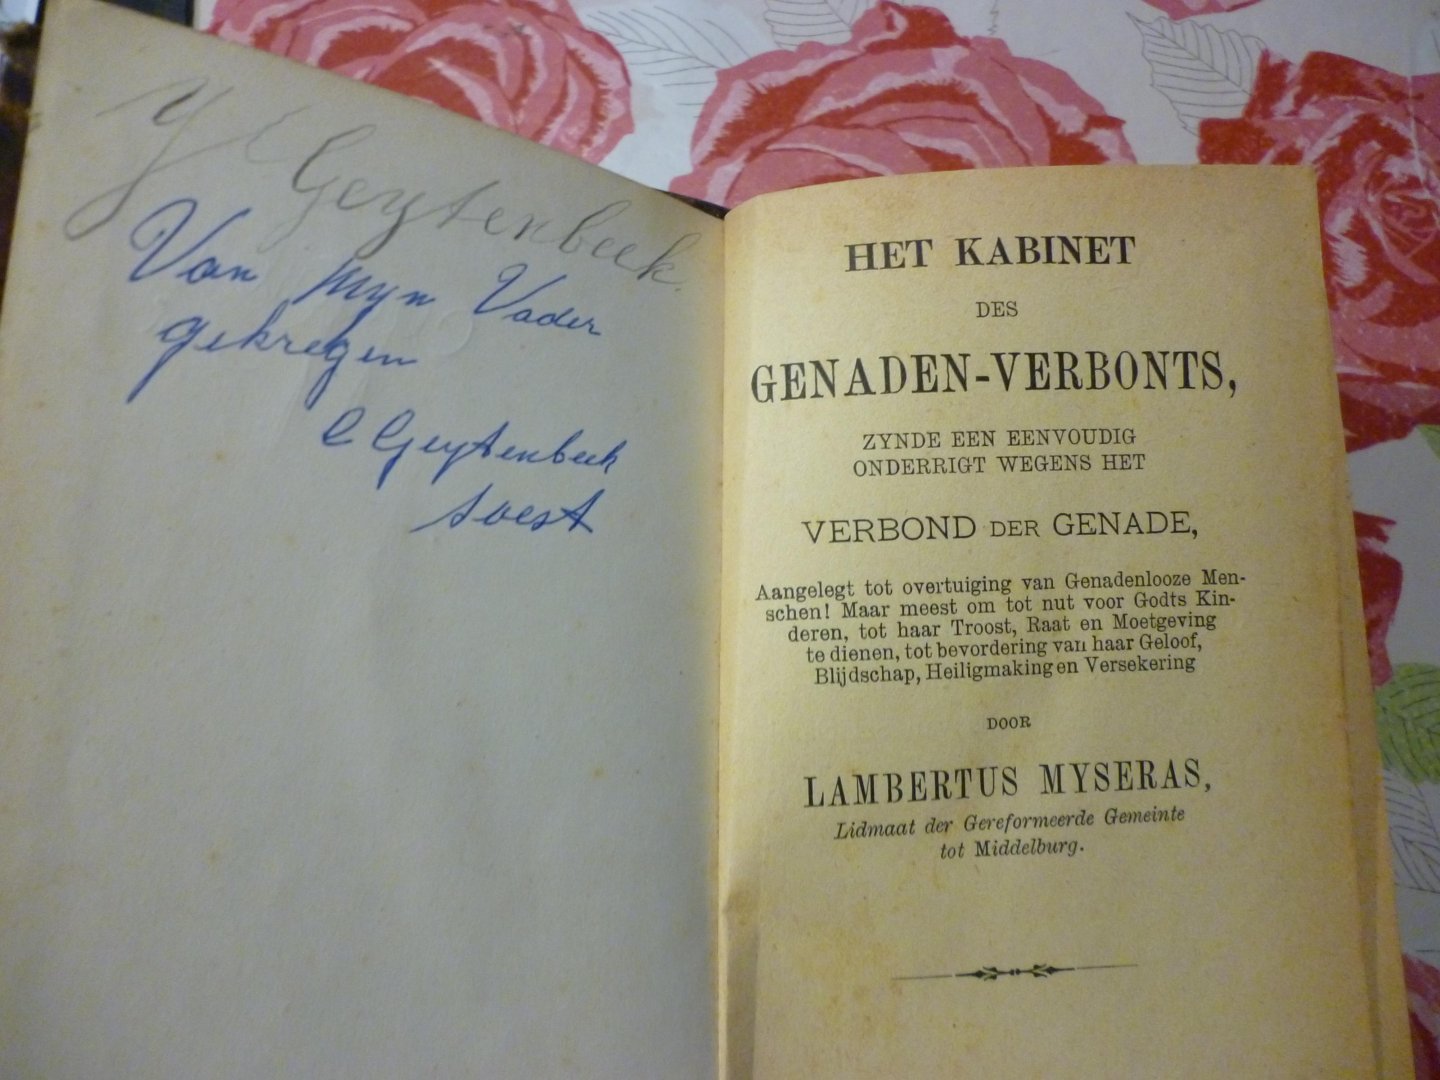 Geytenbeek.
Van Myn Vader
gekregen
C Geytenbeek
Soest
HET KABINET
DES
GENADEN-VERBONTS,
ZYNDE EEN EENVOUDIG
ONDERRIGT WEGENS HET
VERBOND DER GENADE,
Aangelegt tot overtuiging van Genadenlooze Men-
schen! Maar meest om tot nut voor Godts Kin-
deren, tot haar Troost, Raat en Moetgeving
te dienen, tot bevordering van haar Geloof,
Blijdschap, Heiligmaking en Versekering
DOOR
LAMBERTUS MYSERAS,
Lidmaat der Gereformeerde Gemeinte
tot Middelburg.